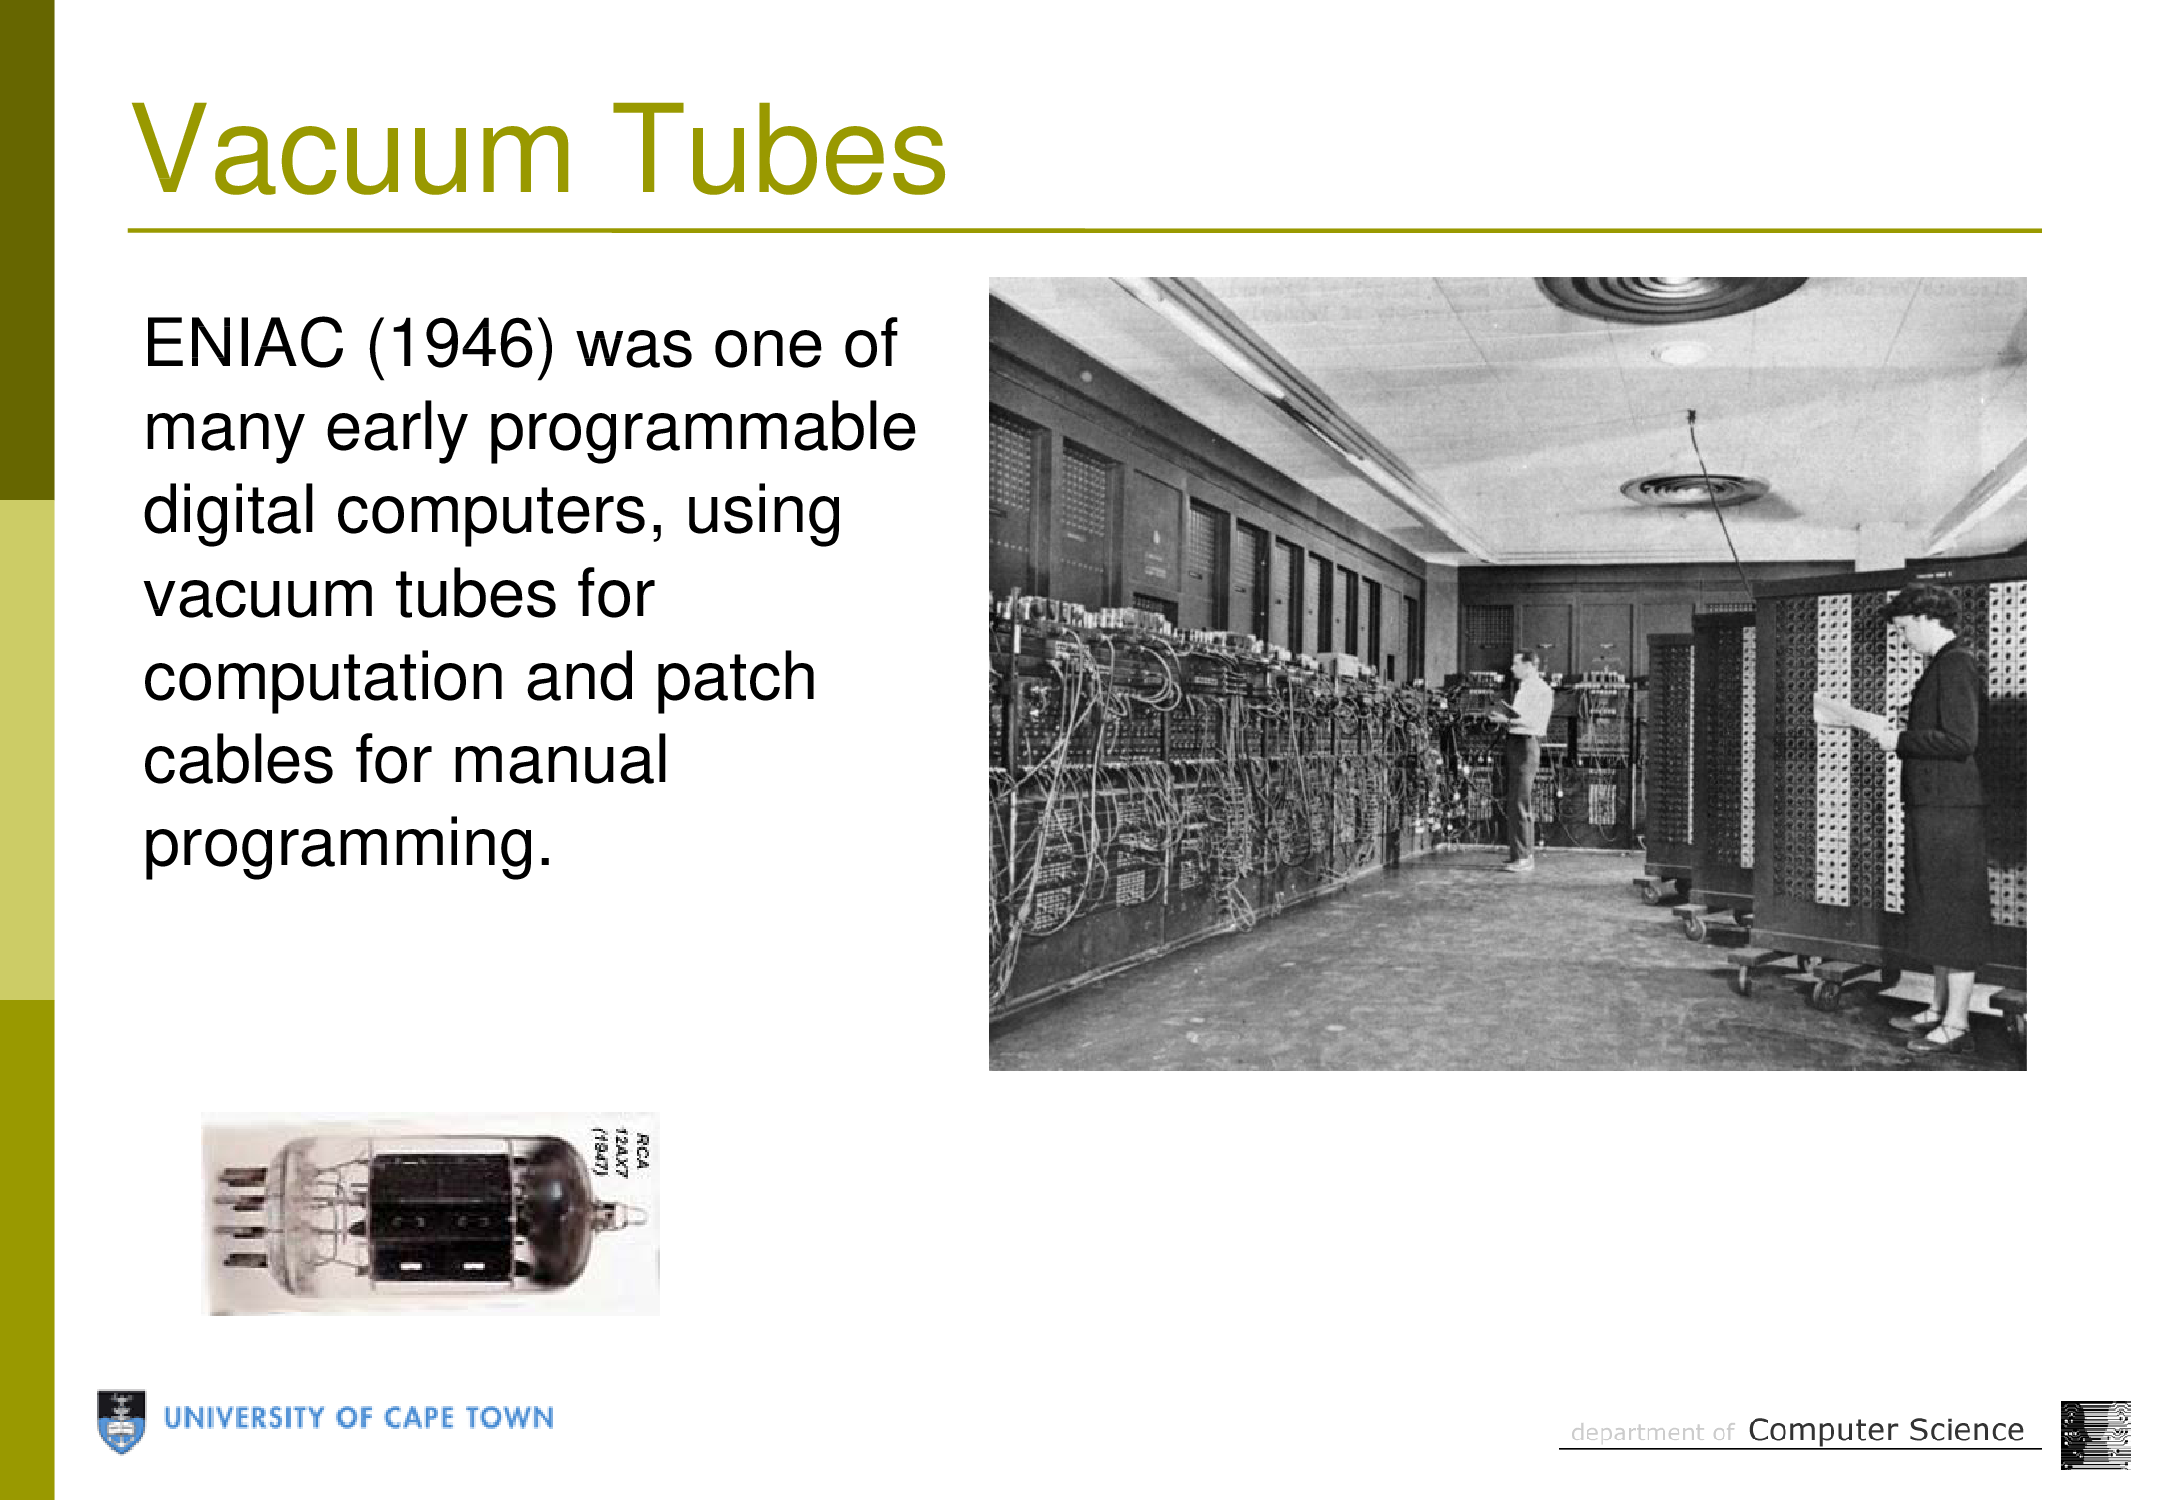 Vacuum Tubes
ENIAC (1946) was one of
many early programmable
digital computers, using
vacuum tubes for
computation and patch
cables for manual
programming.
RCA
12AX7
(1947)
UNIVERSITY OF CAPE TOWN
department of Computer Science